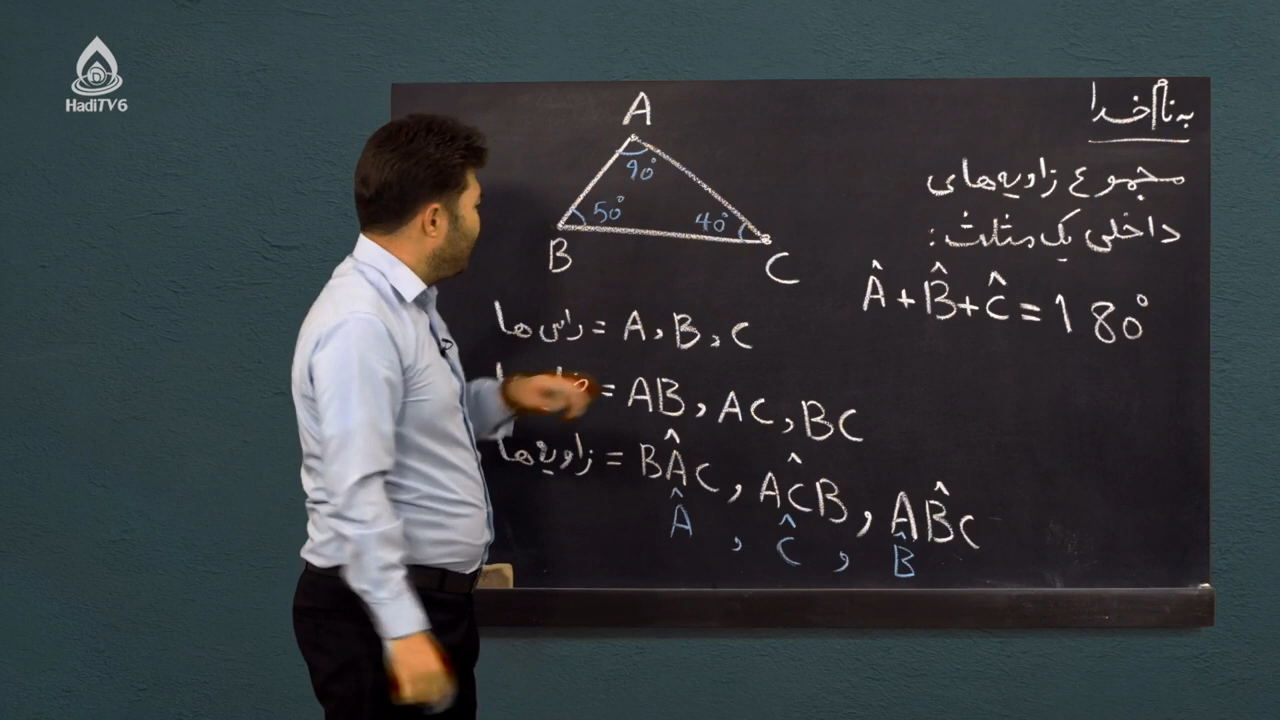 HadiTV6
به نام خدا
مجموع زاویه‌های
داخلی یک مثلث :
Â + B̂ + Ĉ = 180°
A
90°
50°
40°
B
C
راس ها = A , B , C
= AB , AC , BC
زاویه ها = BÂC , AĈB , AB̂C
Â , Ĉ , B̂